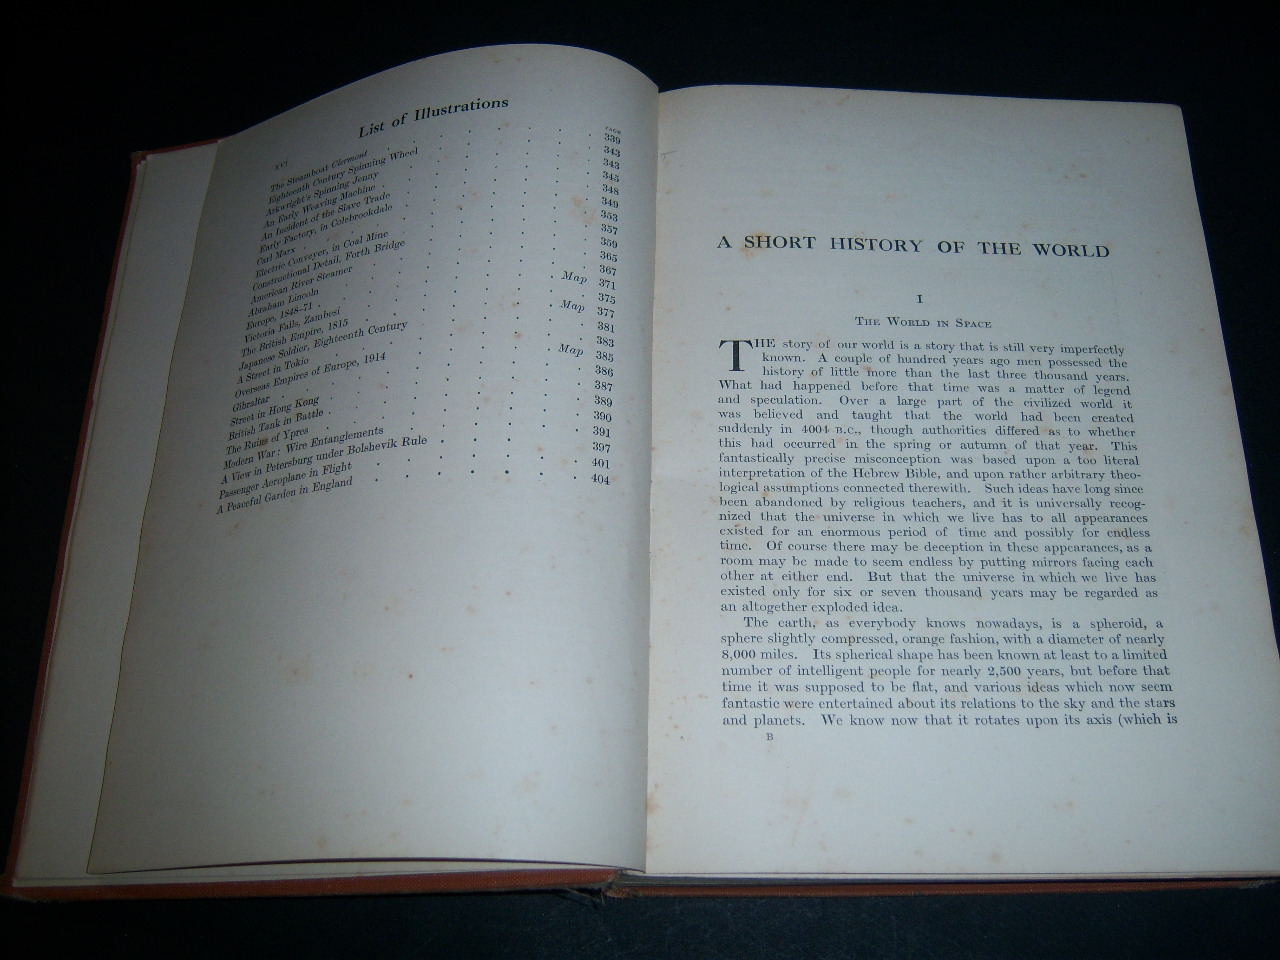 xvi List of Illustrations
PAGE
The Steamboat Clermont . . . . . . 339
Eighteenth Century Spinning Wheel . . . . . 343
Arkwright's Spinning Jenny . . . . . . 343
An Early Weaving Machine . . . . . . 345
An Incident of the Slave Trade . . . . . 348
Early Factory, in Colebrookdale . . . . . 349
Carl Marx . . . . . . . 353
Electric Conveyer, in Coal Mine . . . . . 357
Constructional Detail, Forth Bridge . . . . . 359
American River Steamer . . . . . . 365
Abraham Lincoln . . . . . . . 367
Europe, 1848–71 . . . . . . Map 371
Victoria Falls, Zambesi . . . . . . 375
The British Empire, 1815 . . . . . Map 377
Japanese Soldier, Eighteenth Century . . . . . 381
A Street in Tokio . . . . . . 383
Overseas Empires of Europe, 1914 . . . . Map 385
Gibraltar . . . . . . . 386
Street in Hong Kong . . . . . . 387
British Tank in Battle . . . . . . 389
The Ruins of Ypres . . . . . . 390
Modern War: Wire Entanglements . . . . . 391
A View in Petersburg under Bolshevik Rule . . . . 397
Passenger Aeroplane in Flight . . . . . 401
A Peaceful Garden in England . . . . . 404
A SHORT HISTORY OF THE WORLD
I
THE WORLD IN SPACE
THE story of our world is a story that is still very imperfectly
known. A couple of hundred years ago men possessed the
history of little more than the last three thousand years.
What had happened before that time was a matter of legend
and speculation. Over a large part of the civilized world it
was believed and taught that the world had been created
suddenly in 4004 B.C., though authorities differed as to whether
this had occurred in the spring or autumn of that year. This
fantastically precise misconception was based upon a too literal
interpretation of the Hebrew Bible, and upon rather arbitrary theo-
logical assumptions connected therewith. Such ideas have long since
been abandoned by religious teachers, and it is universally recog-
nized that the universe in which we live has to all appearances
existed for an enormous period of time and possibly for endless
time. Of course there may be deception in these appearances, as a
room may be made to seem endless by putting mirrors facing each
other at either end. But that the universe in which we live has
existed only for six or seven thousand years may be regarded as
an altogether exploded idea.
The earth, as everybody knows nowadays, is a spheroid, a
sphere slightly compressed, orange fashion, with a diameter of nearly
8,000 miles. Its spherical shape has been known at least to a limited
number of intelligent people for nearly 2,500 years, but before that
time it was supposed to be flat, and various ideas which now seem
fantastic were entertained about its relations to the sky and the stars
and planets. We know now that it rotates upon its axis (which is
B